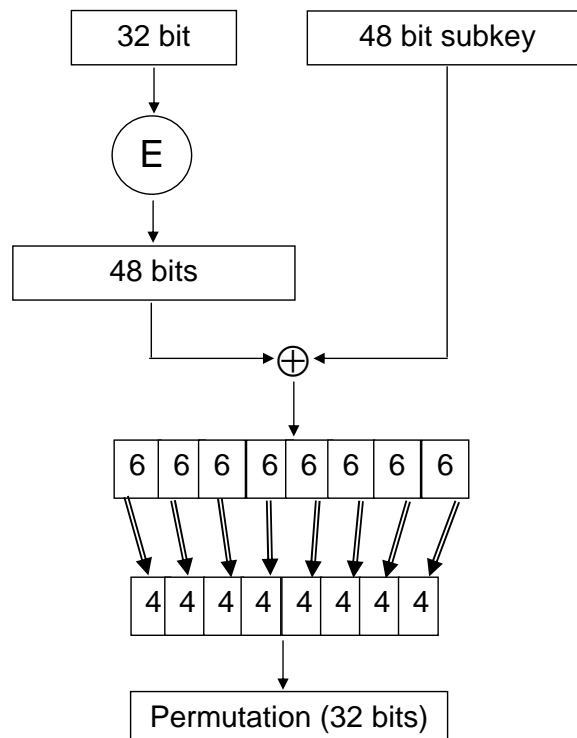 32 bit
48 bit subkey
E
48 bits
6 6 6 6 6 6 6 6
4 4 4 4 4 4 4 4
Permutation (32 bits)